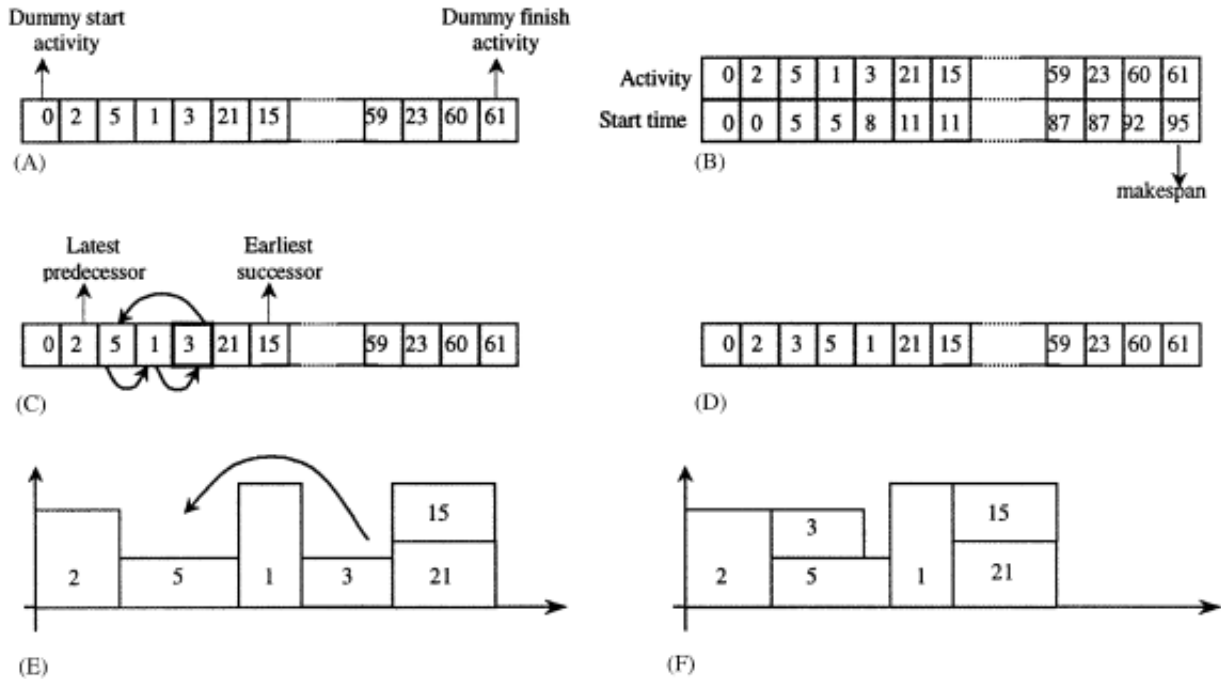 Dummy start
activity
Dummy finish
activity
0 2 5 1 3 21 15 59 23 60 61
(A)
Activity 0 2 5 1 3 21 15 59 23 60 61
Start time 0 0 5 5 8 11 11 87 87 92 95
(B)
makespan
Latest
predecessor
Earliest
successor
0 2 5 1 3 21 15 59 23 60 61
(C)
0 2 3 5 1 21 15 59 23 60 61
(D)
15
2 5 1 3 21
(E)
3 15
2 5 1 21
(F)